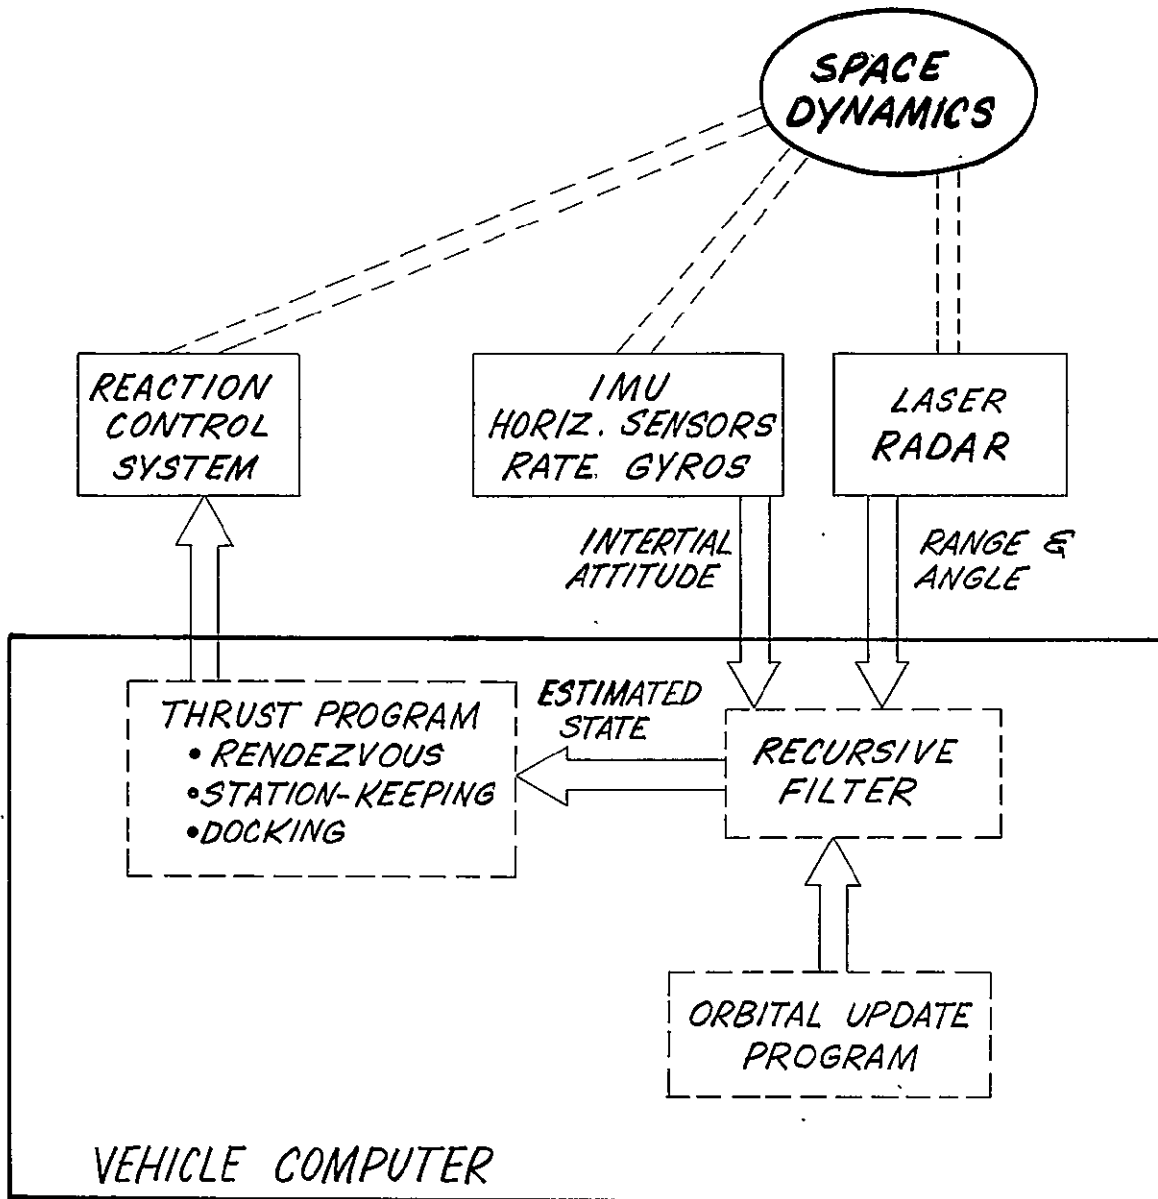 SPACE
DYNAMICS
REACTION
CONTROL
SYSTEM
IMU
HORIZ. SENSORS
RATE. GYROS
LASER
RADAR
INTERTIAL
ATTITUDE
RANGE &
ANGLE
THRUST PROGRAM
• RENDEZVOUS
• STATION-KEEPING
• DOCKING
ESTIMATED
STATE
RECURSIVE
FILTER
ORBITAL UPDATE
PROGRAM
VEHICLE COMPUTER